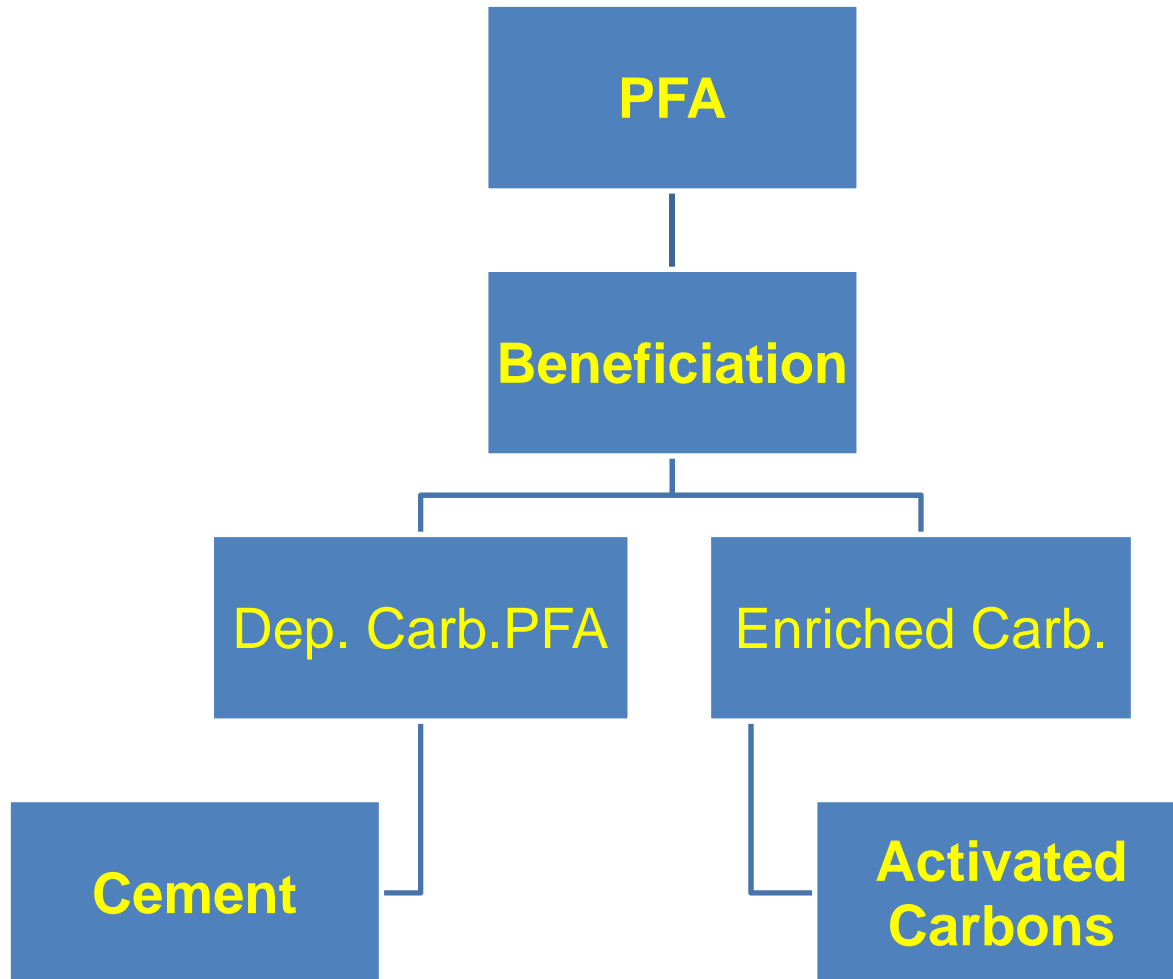 PFA
Beneficiation
Dep. Carb.PFA
Enriched Carb.
Cement
Activated
Carbons